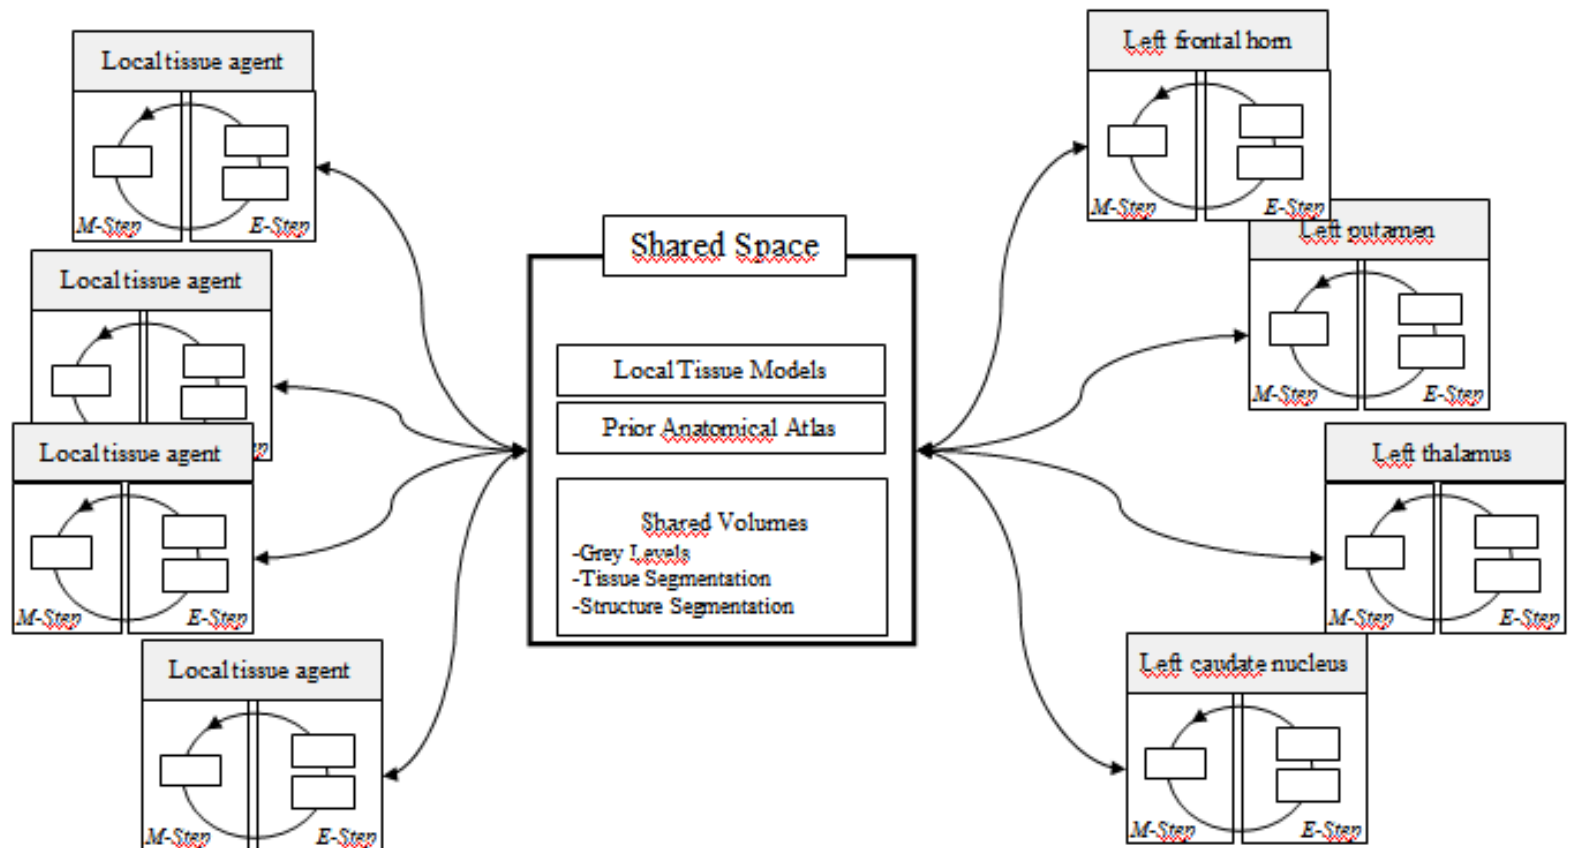 Local tissue agent
M-Step
E-Step
Local tissue agent
Local tissue agent
M-Step
E-Step
Local tissue agent
M-Step
E-Step
Shared Space
Local Tissue Models
Prior Anatomical Atlas
Shared Volumes
-Grey Levels
-Tissue Segmentation
-Structure Segmentation
Left frontal horn
M-Step
E-Step
Left putamen
M-Step
E-Step
Left thalamus
M-Step
E-Step
Left caudate nucleus
M-Step
E-Step